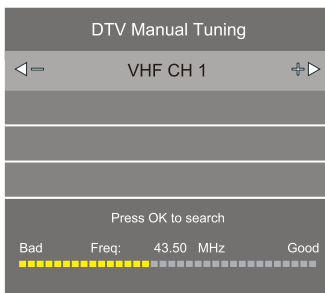 DTV Manual Tuning
VHF CH 1
Press OK to search
Bad Freq: 43.50 MHz Good